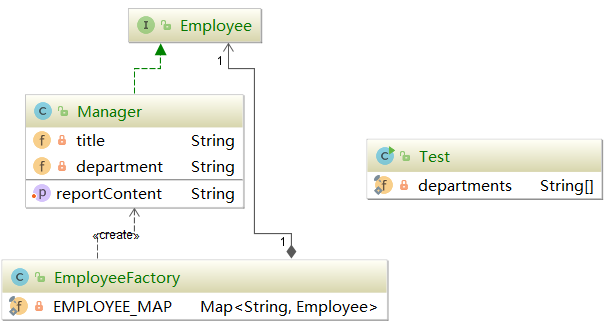 I Employee
1
C Manager
f title String
f department String
p reportContent String
C Test
f departments String[]
«create»
1
C EmployeeFactory
f EMPLOYEE_MAP Map<String, Employee>